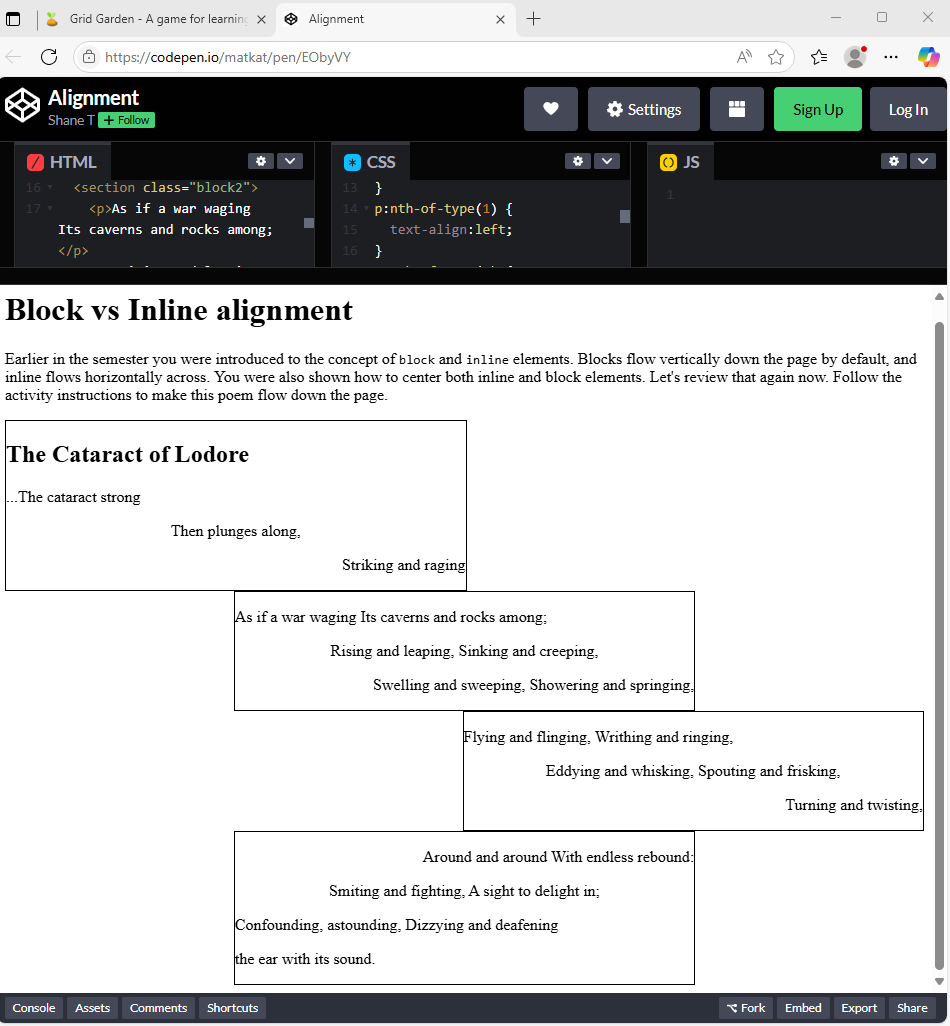 Grid Garden - A game for learning
Alignment
https://codepen.io/matkat/pen/EObyVY
Alignment
Shane T + Follow
Settings
Sign Up
Log In
HTML
CSS
JS
16 <section class="block2">
17 <p>As if a war waging
Its caverns and rocks among;
</p>
13 }
14 p:nth-of-type(1) {
15 text-align:left;
16 }
1
Block vs Inline alignment
Earlier in the semester you were introduced to the concept of block and inline elements. Blocks flow vertically down the page by default, and
inline flows horizontally across. You were also shown how to center both inline and block elements. Let's review that again now. Follow the
activity instructions to make this poem flow down the page.
The Cataract of Lodore
...The cataract strong
Then plunges along,
Striking and raging
As if a war waging Its caverns and rocks among;
Rising and leaping, Sinking and creeping,
Swelling and sweeping, Showering and springing,
Flying and flinging, Writhing and ringing,
Eddying and whisking, Spouting and frisking,
Turning and twisting,
Around and around With endless rebound:
Smiting and fighting, A sight to delight in;
Confounding, astounding, Dizzying and deafening
the ear with its sound.
Console Assets Comments Shortcuts Fork Embed Export Share